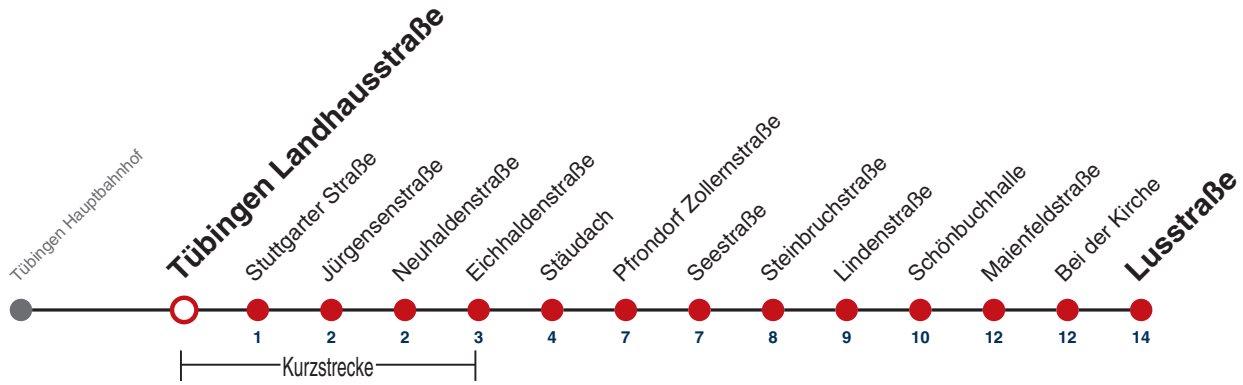 Tübingen Hauptbahnhof
Tübingen Landhausstraße
Stuttgarter Straße
Jürgensenstraße
Neuhaldenstraße
Eichhaldenstraße
Stäudach
Pfrondorf Zollernstraße
Seestraße
Steinbruchstraße
Lindenstraße
Schönbuchhalle
Maienfeldstraße
Bei der Kirche
Lusstraße
1 2 2 3 4 7 7 8 9 10 12 12 14
Kurzstrecke